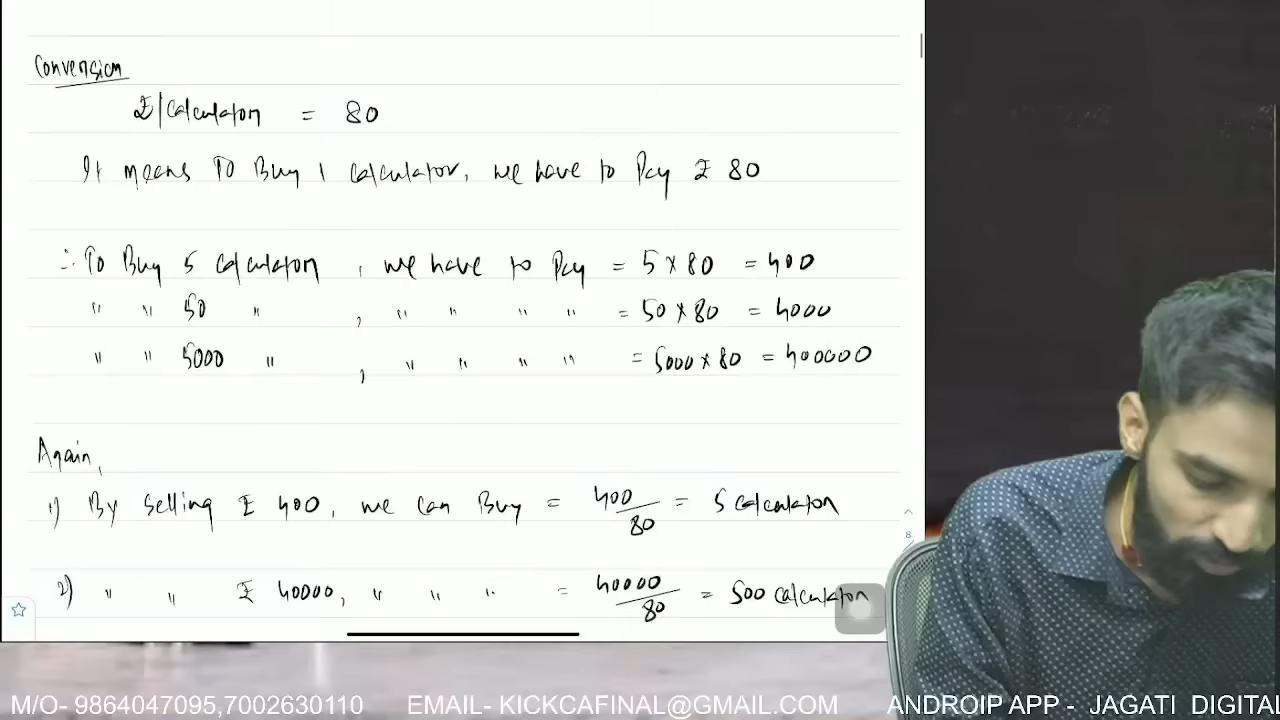 Conversion
₹/calculator = 80
It means To Buy 1 calculator, we have to Pay ₹ 80
∴ To Buy 5 calculator, we have to Pay = 5 × 80 = 400
" " 50 " , " " " " = 50 × 80 = 4000
" " 5000 " , " " " " = 5000 × 80 = 400000
Again,
1) By selling ₹ 400, we can Buy = 400/80 = 5 calculator
2) " " ₹ 40000, " " " = 40000/80 = 500 calculator
8
M/O- 9864047095,7002630110 EMAIL- KICKCAFINAL@GMAIL.COM ANDROIP APP - JAGATI DIGITAL